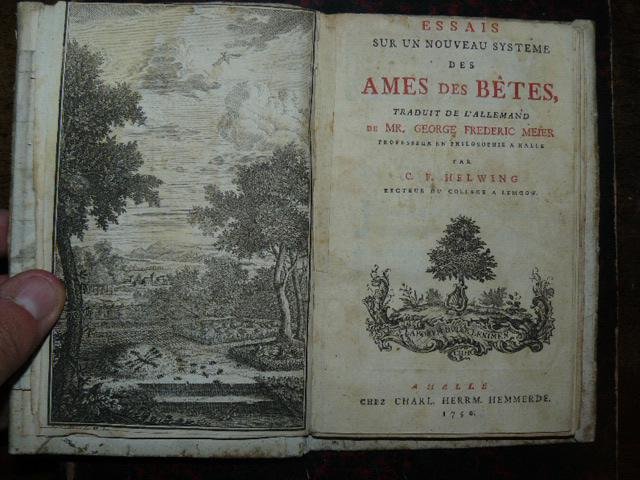 ESSAIS
SUR UN NOUVEAU SYSTEME
DES
AMES DES BÊTES,
TRADUIT DE L'ALLEMAND
DE MR. GEORGE FREDERIC MEIER
PROFESSEUR EN PHILOSOPHIE A HALLE
PAR
C. F. HELWING
RECTEUR DU COLLEGE A LEMGOW.
A HALLE
CHEZ CHARL. HERRM. HEMMERDE.
1750.